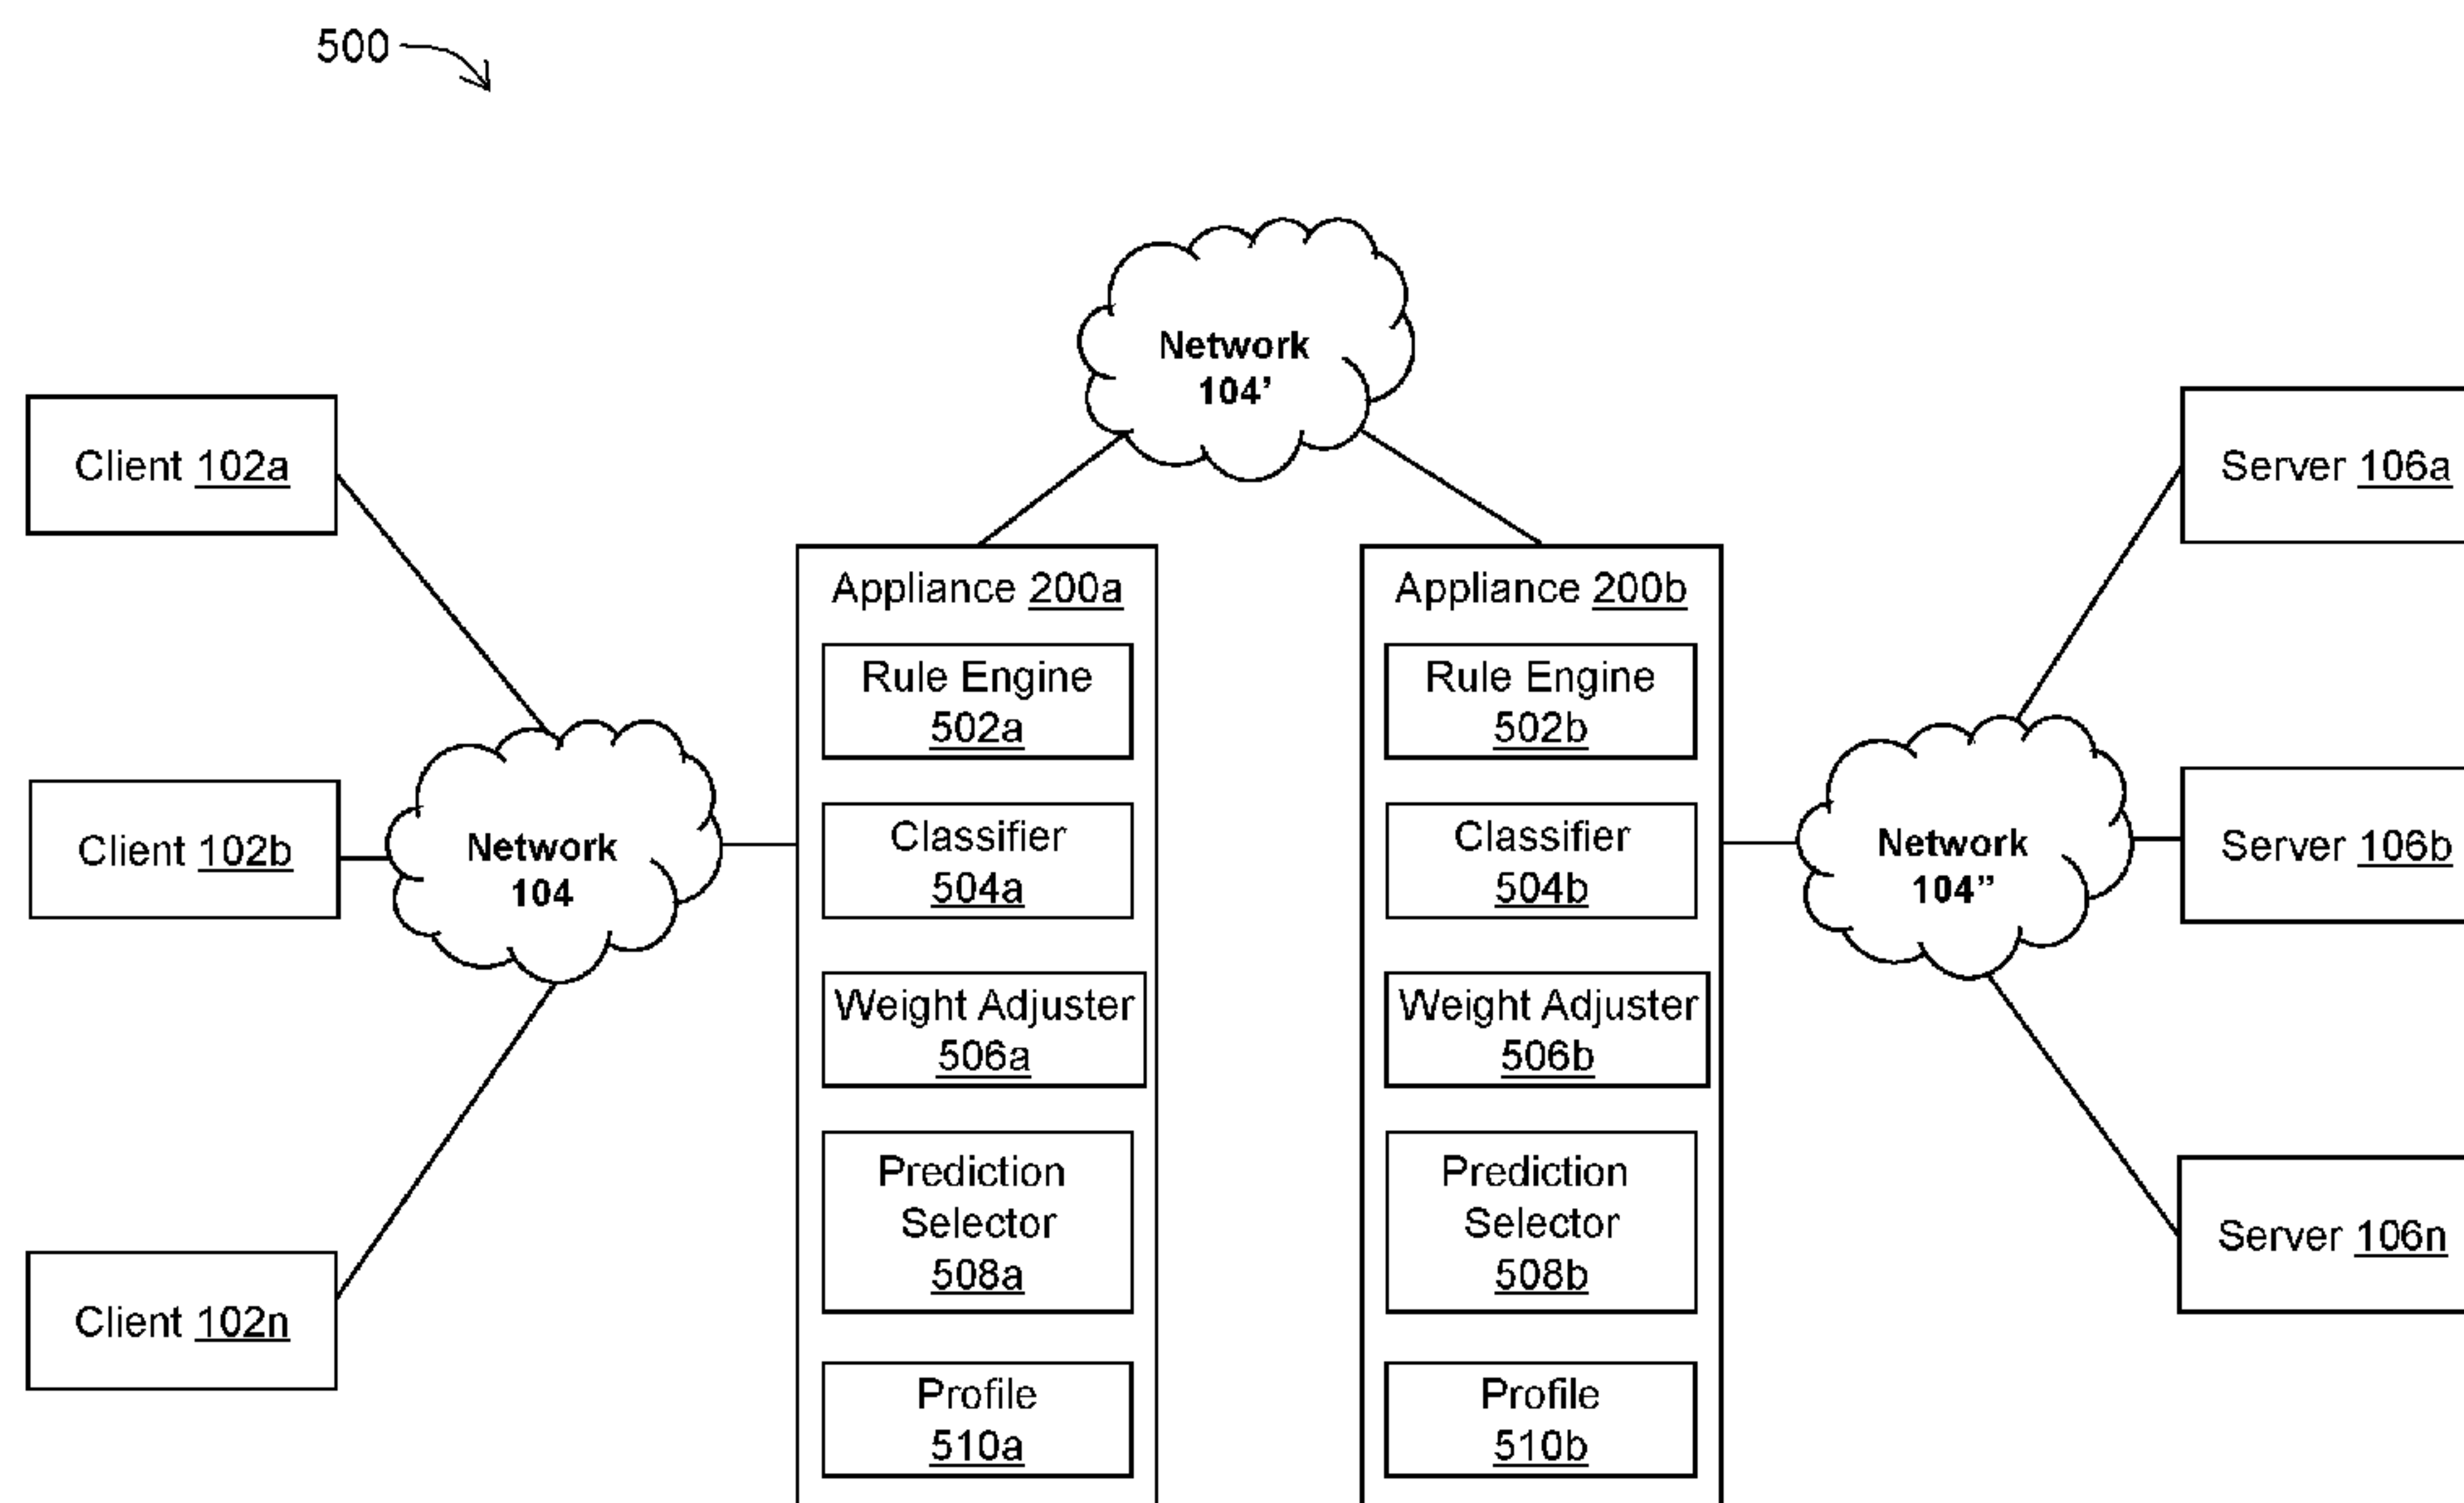 500
Network
104’
Client 102a
Server 106a
Appliance 200a
Appliance 200b
Rule Engine
502a
Rule Engine
502b
Client 102b
Network
104
Classifier
504a
Classifier
504b
Network
104”
Server 106b
Weight Adjuster
506a
Weight Adjuster
506b
Prediction
Selector
508a
Prediction
Selector
508b
Server 106n
Client 102n
Profile
510a
Profile
510b